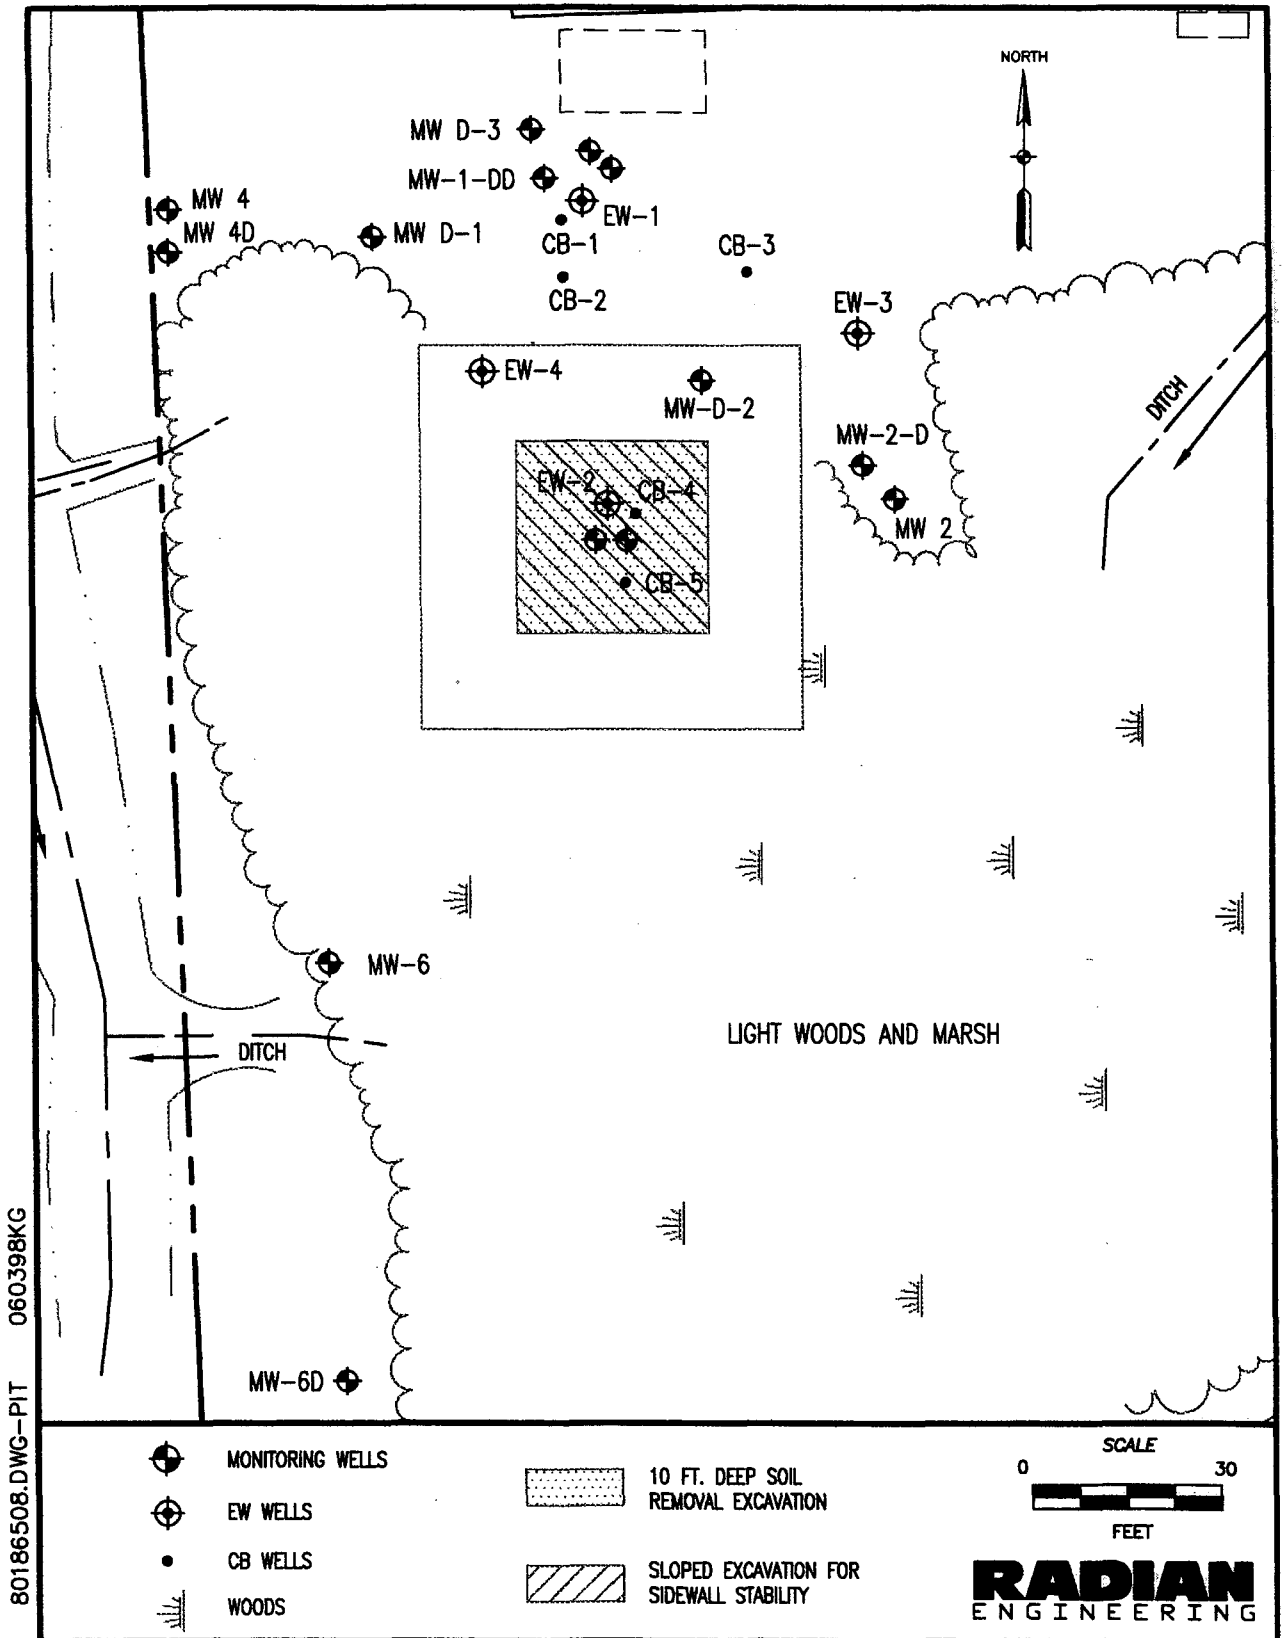 NORTH
MW D-3
MW-1-DD
MW 4
EW-1
MW 4D
MW D-1
CB-1
CB-3
CB-2
EW-3
EW-4
DITCH
MW-D-2
MW-2-D
EW-2
CB-4
MW 2
CB-5
MW-6
LIGHT WOODS AND MARSH
DITCH
MW-6D
80186508.DWG-PIT 060398KG
MONITORING WELLS
EW WELLS
CB WELLS
WOODS
10 FT. DEEP SOIL
REMOVAL EXCAVATION
SLOPED EXCAVATION FOR
SIDEWALL STABILITY
SCALE
0 30
FEET
RADIAN
ENGINEERING